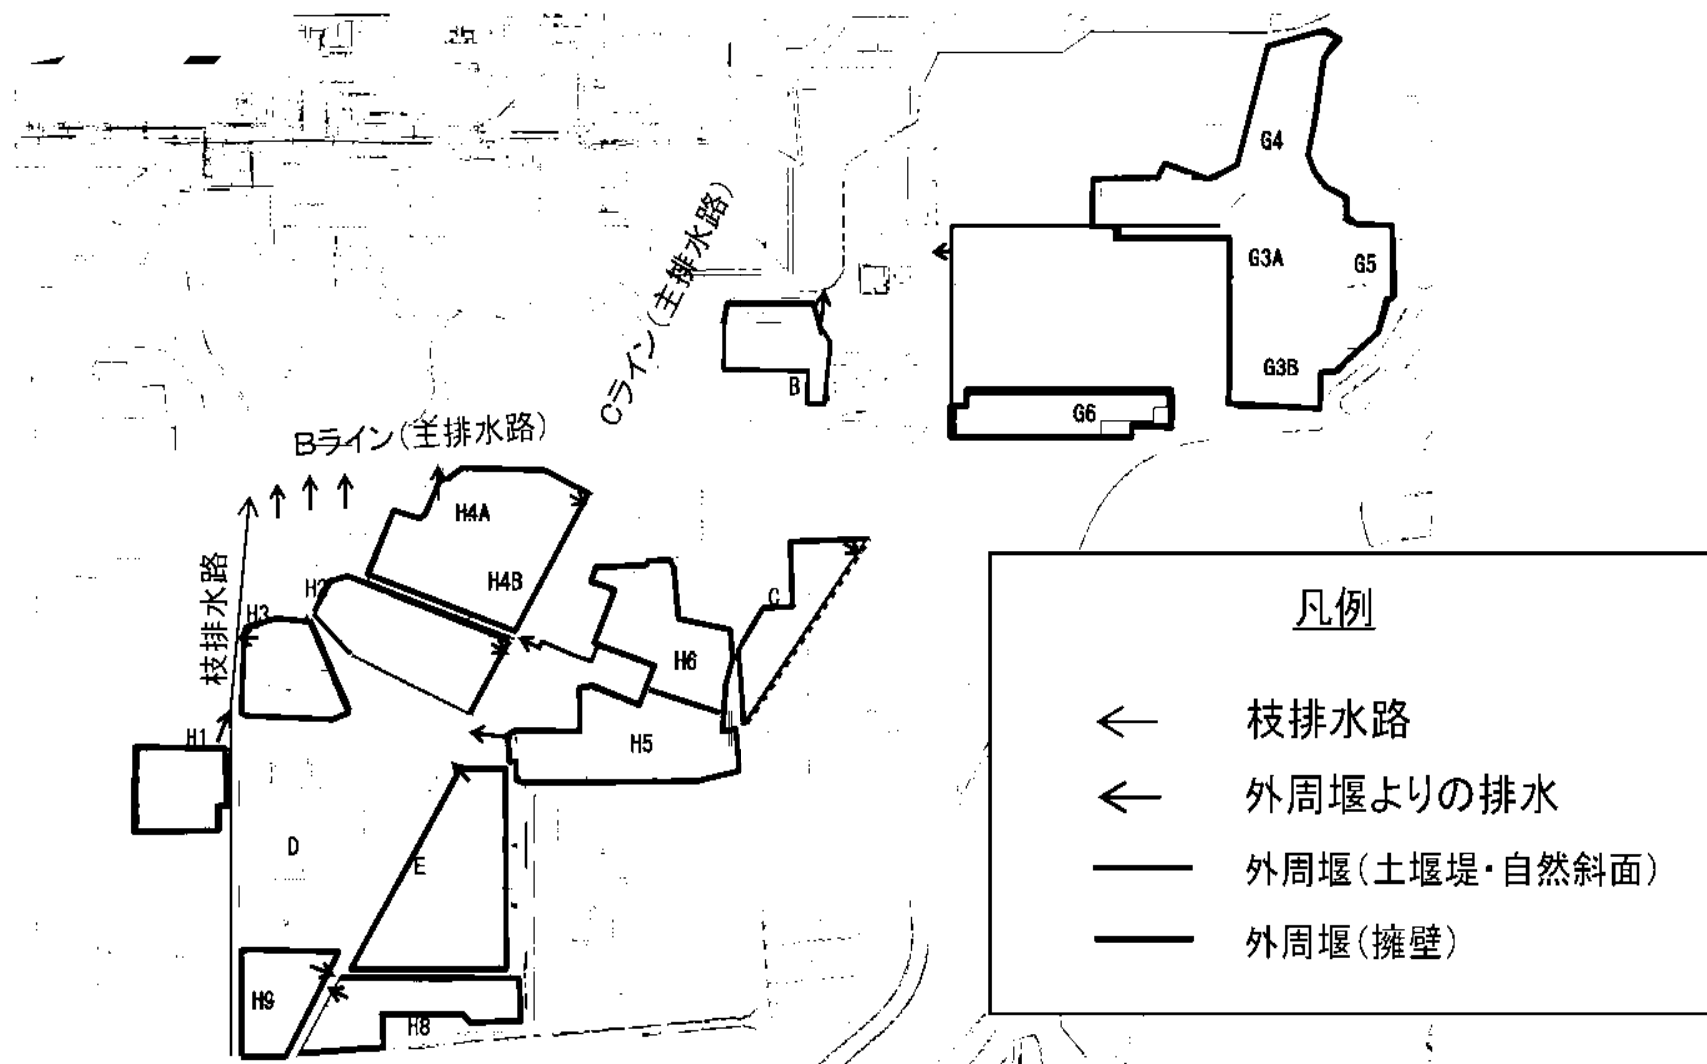 G4
Cライン(主排水路)
G3A
G5
G3B
B
G6
Bライン(主排水路)
H4A
H4B
H2
H3
枝排水路
C
H6
H1
H5
D
E
H9
H8
凡例
枝排水路
外周堰よりの排水
外周堰(土堰堤・自然斜面)
外周堰(擁壁)